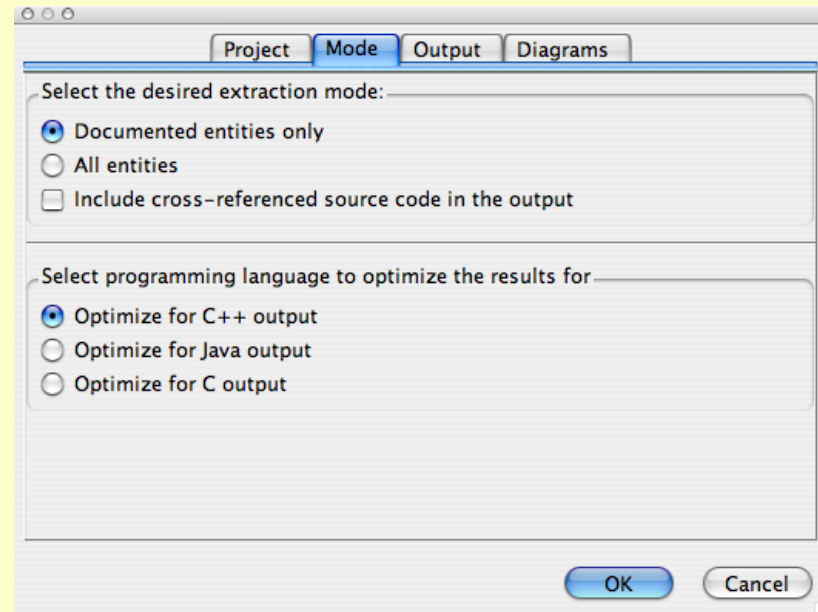 Project Mode Output Diagrams
Select the desired extraction mode:
Documented entities only
All entities
Include cross-referenced source code in the output
Select programming language to optimize the results for
Optimize for C++ output
Optimize for Java output
Optimize for C output
OK Cancel